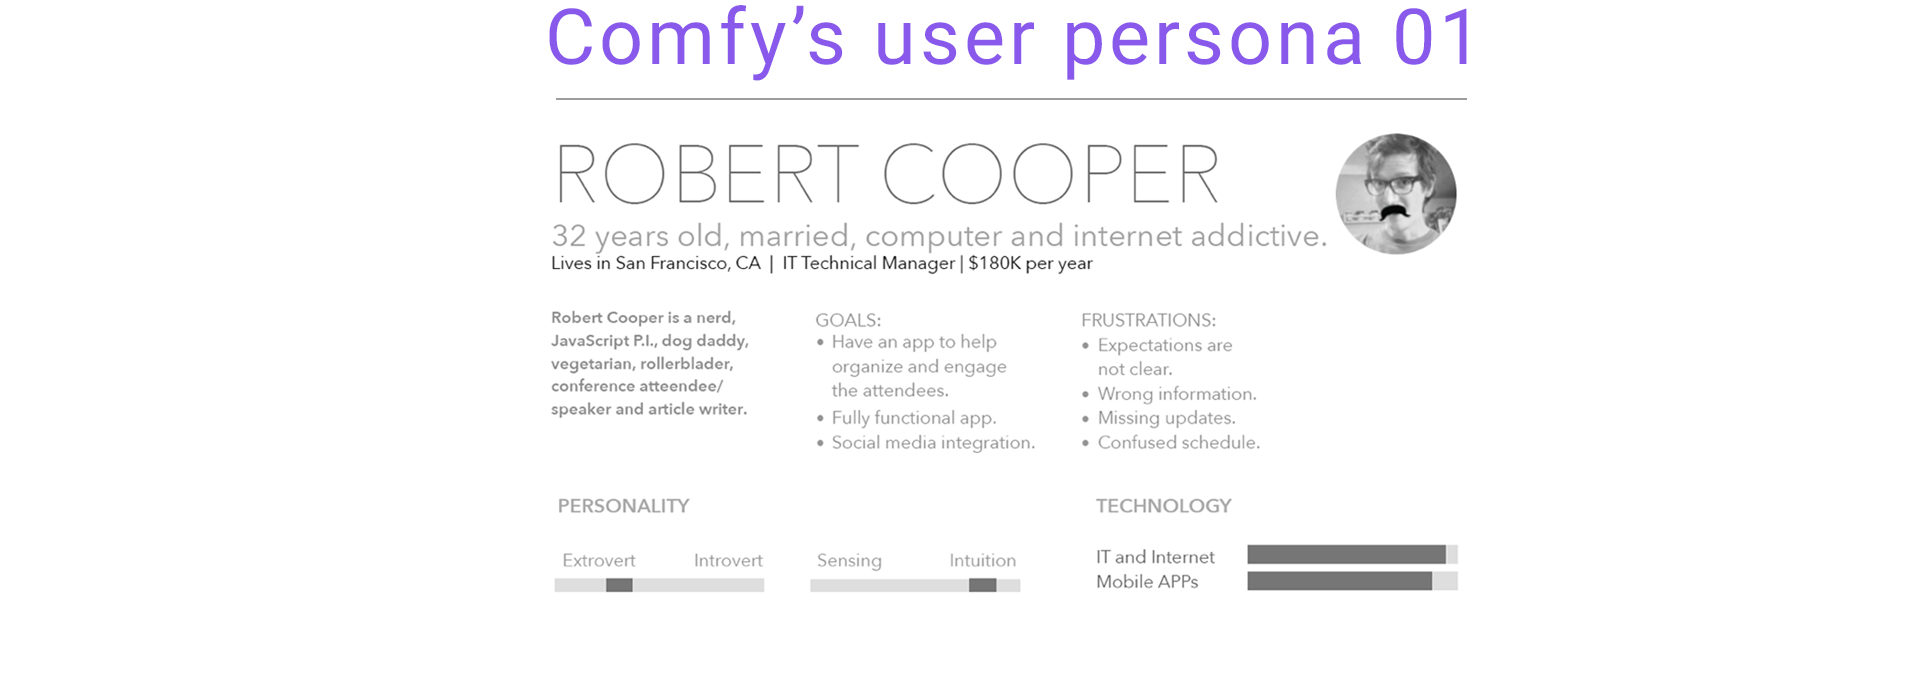 Comfy’s user persona 01
ROBERT COOPER
32 years old, married, computer and internet addictive.
Lives in San Francisco, CA | IT Technical Manager | $180K per year
Robert Cooper is a nerd,
JavaScript P.I., dog daddy,
vegetarian, rollerblader,
conference atteendee/
speaker and article writer.
GOALS:
• Have an app to help
organize and engage
the attendees.
• Fully functional app.
• Social media integration.
FRUSTRATIONS:
• Expectations are
not clear.
• Wrong information.
• Missing updates.
• Confused schedule.
PERSONALITY
Extrovert Introvert
Sensing Intuition
TECHNOLOGY
IT and Internet
Mobile APPs